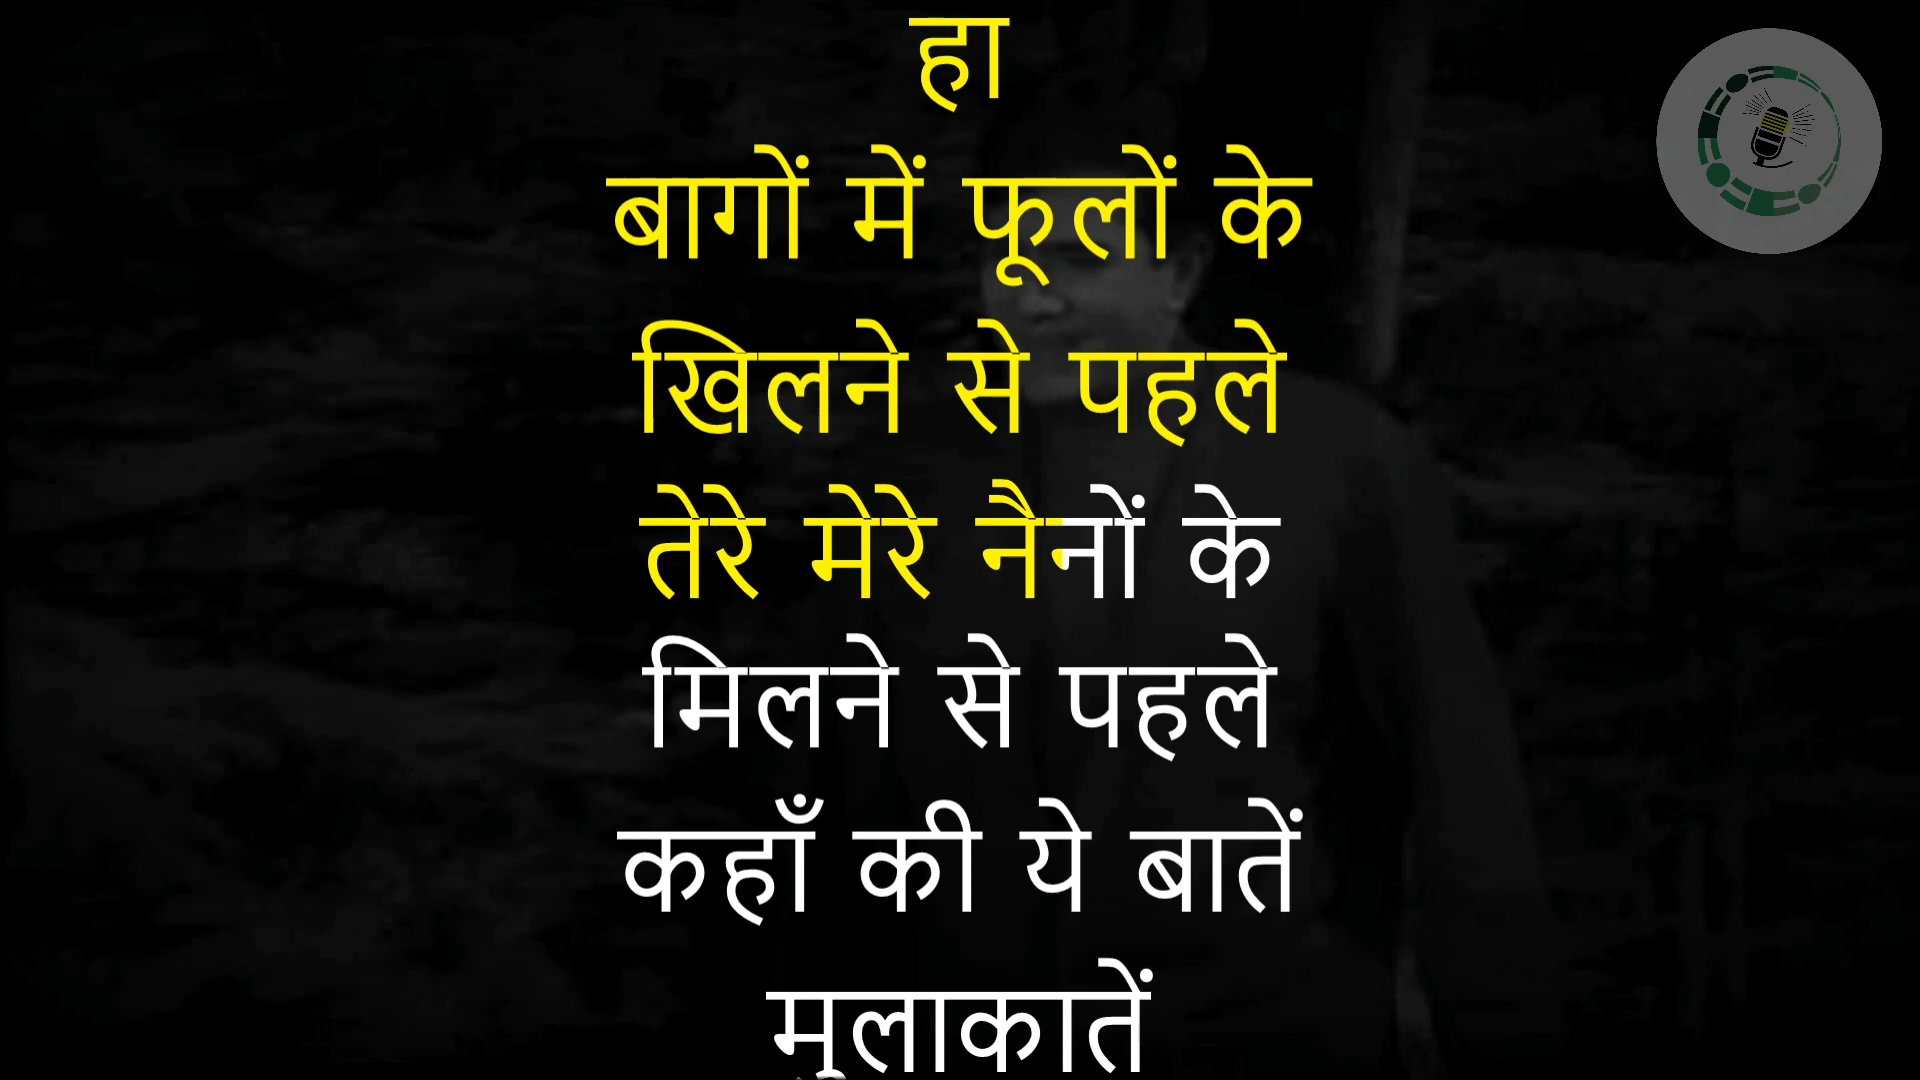 हा
बागों में फूलों के
खिलने से पहले
तेरे मेरे नैनों के
मिलने से पहले
कहाँ की ये बातें
मुलाकातें